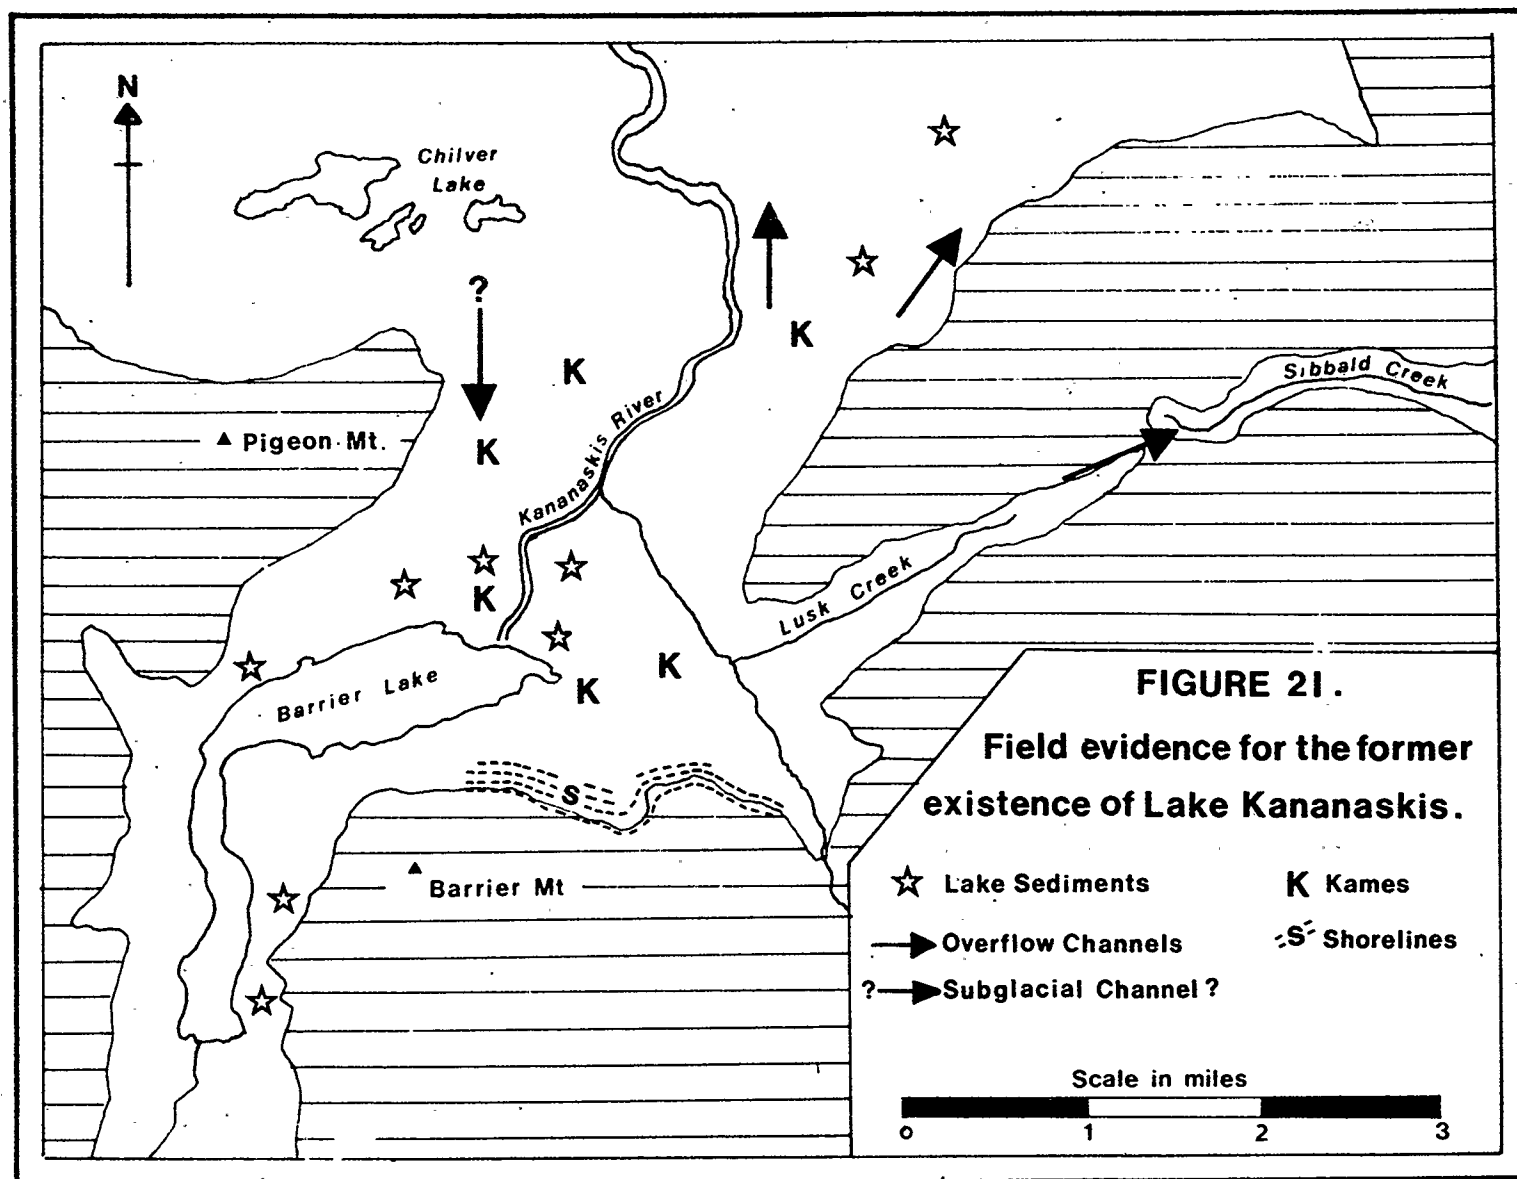 N
Chilver
Lake
?
K
K
K
Sibbald Creek
Pigeon Mt.
K
Kananaskis River
K
Lusk Creek
K
K
Barrier Lake
S
Barrier Mt
FIGURE 21.
Field evidence for the former
existence of Lake Kananaskis.
Lake Sediments
K Kames
Overflow Channels
S Shorelines
? Subglacial Channel ?
Scale in miles
0 1 2 3